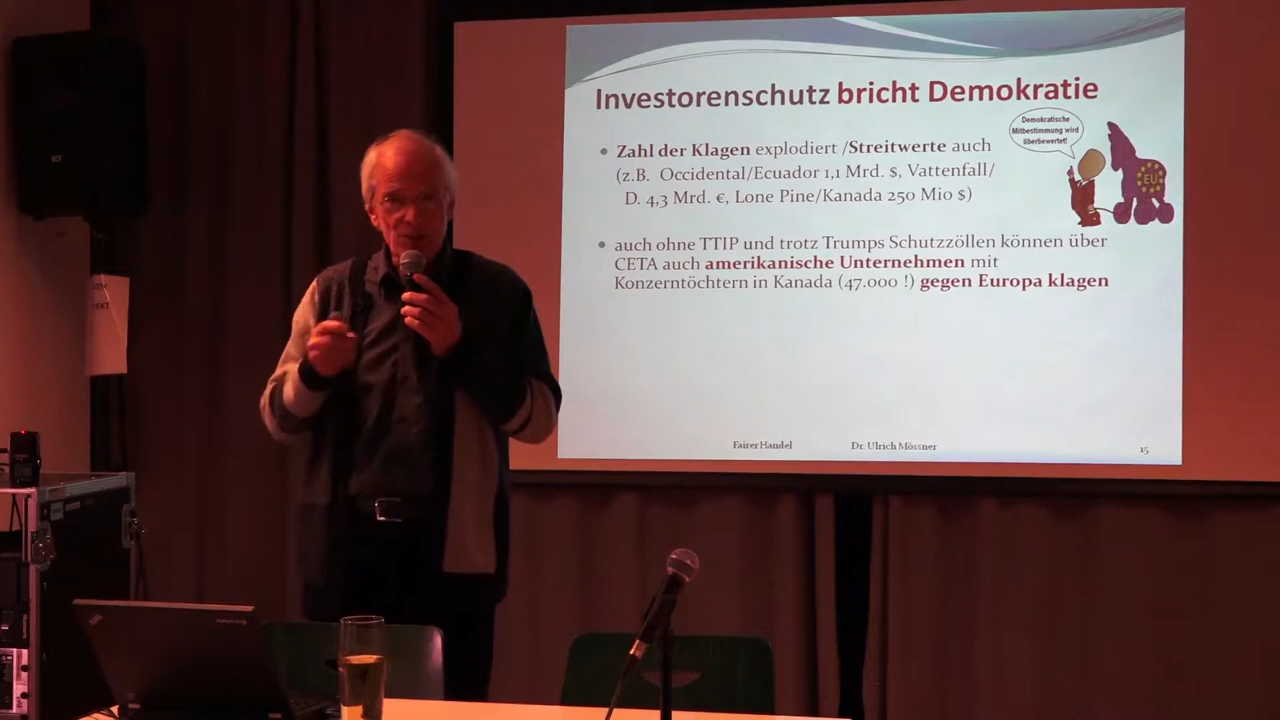 Investorenschutz bricht Demokratie
Demokratische
Mitbestimmung wird
überbewertet!
• Zahl der Klagen explodiert /Streitwerte auch
(z.B. Occidental/Ecuador 1,1 Mrd. $, Vattenfall/
D. 4,3 Mrd. €, Lone Pine/Kanada 250 Mio $)
EU
• auch ohne TTIP und trotz Trumps Schutzzöllen können über
CETA auch amerikanische Unternehmen mit
Konzerntöchtern in Kanada (47.000 !) gegen Europa klagen
FairerHandel Dr. Ulrich Mössner 15